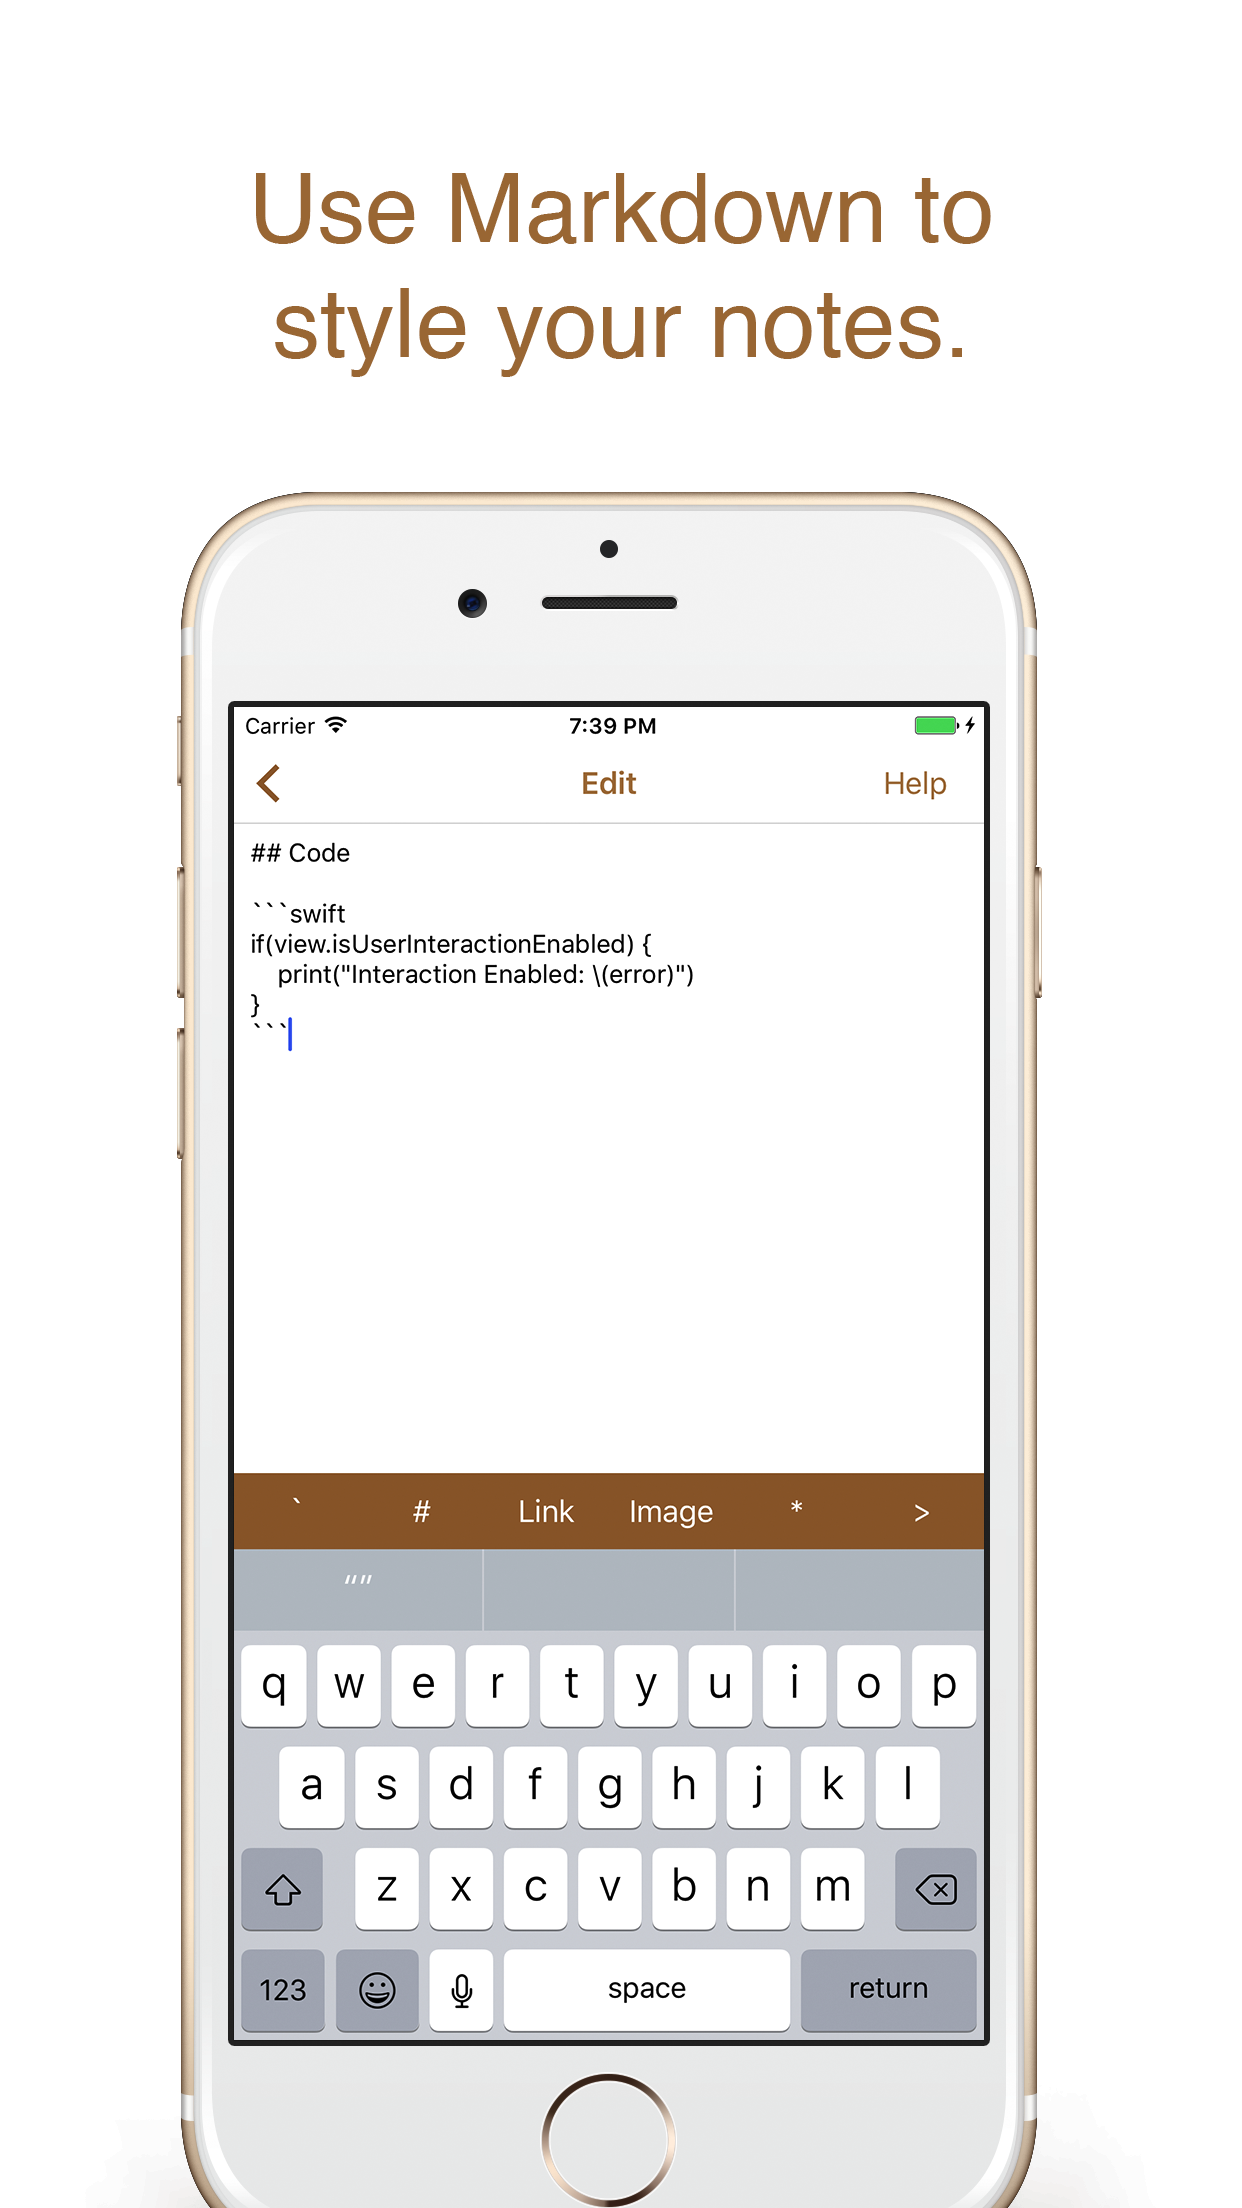 Use Markdown to
style your notes.
Carrier 7:39 PM
Edit Help
## Code
```swift
if(view.isUserInteractionEnabled) {
    print("Interaction Enabled: \(error)")
}
```
` # Link Image * >
“”
q w e r t y u i o p
a s d f g h j k l
z x c v b n m
123 space return